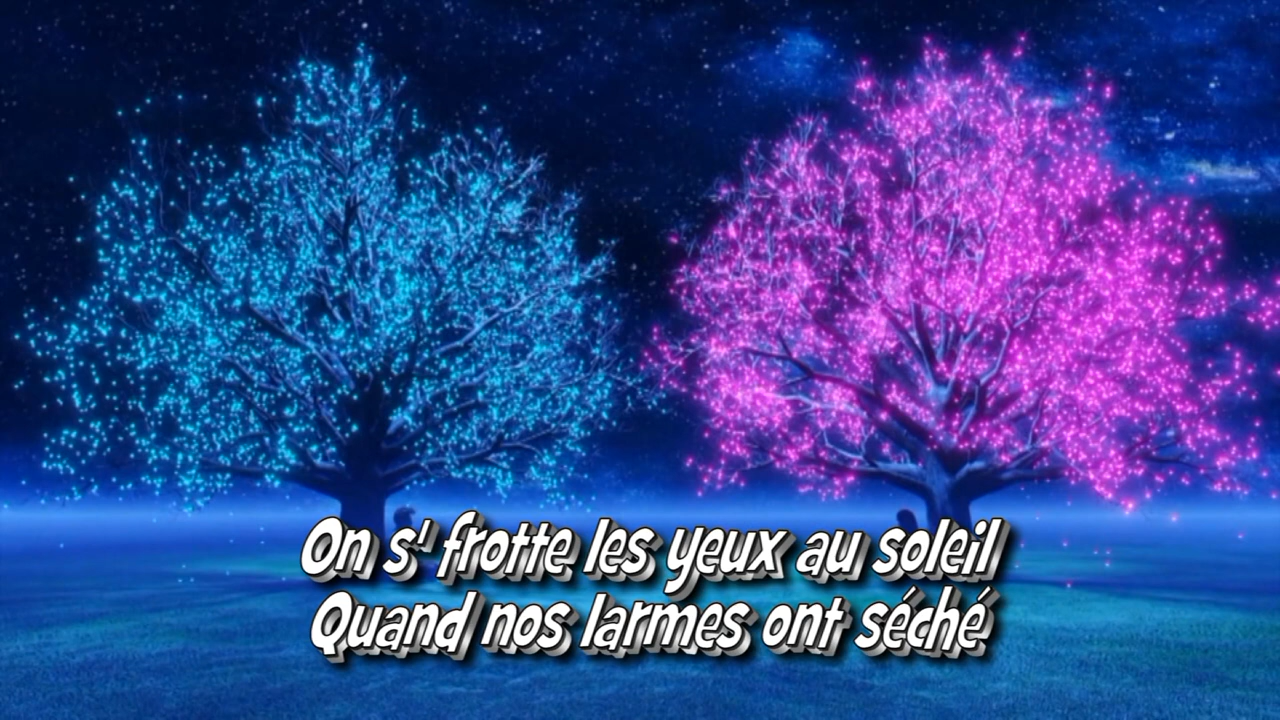 On s' frotte les yeux au soleil
Quand nos larmes ont séché